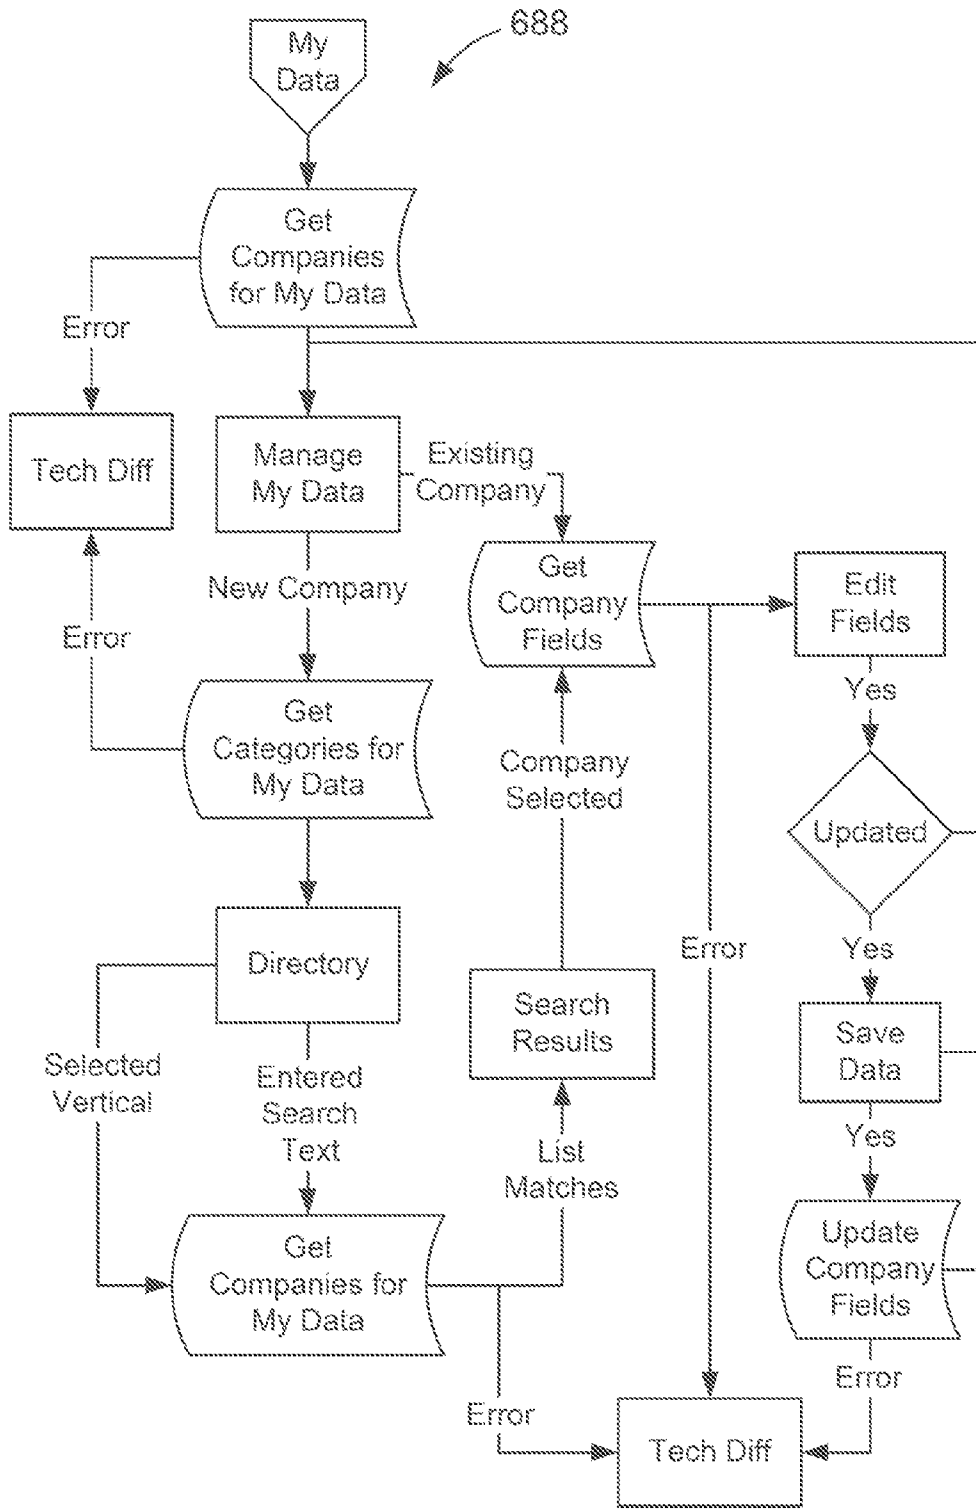 688
My
Data
Get
Companies
for My Data
Error
Tech Diff
Manage
My Data
Existing
Company
New Company
Get
Company
Fields
Edit
Fields
Error
Yes
Get
Categories for
My Data
Company
Selected
Updated
Directory
Error
Yes
Search
Results
Save
Data
Selected
Vertical
Entered
Search
Text
Yes
List
Matches
Get
Companies for
My Data
Update
Company
Fields
Error
Error
Tech Diff